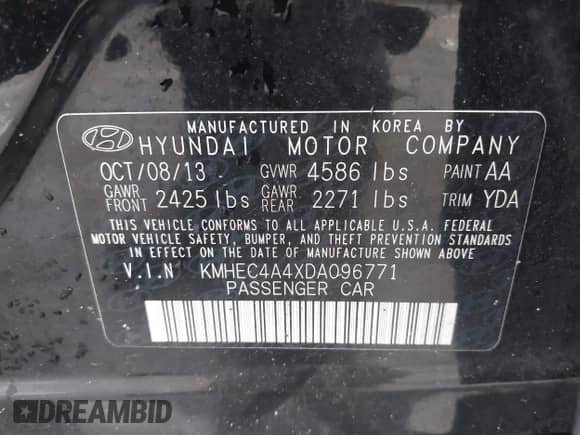 MANUFACTURED IN KOREA BY
HYUNDAI MOTOR COMPANY
OCT/08/13 GVWR 4586 lbs PAINT AA
GAWR FRONT 2425 lbs GAWR REAR 2271 lbs TRIM YDA
THIS VEHICLE CONFORMS TO ALL APPLICABLE U.S.A. FEDERAL
MOTOR VEHICLE SAFETY, BUMPER, AND THEFT PREVENTION STANDARDS
IN EFFECT ON THE DATE OF MANUFACTURE SHOWN ABOVE
V.I.N KMHEC4A4XDA096771
PASSENGER CAR
DREAMBID